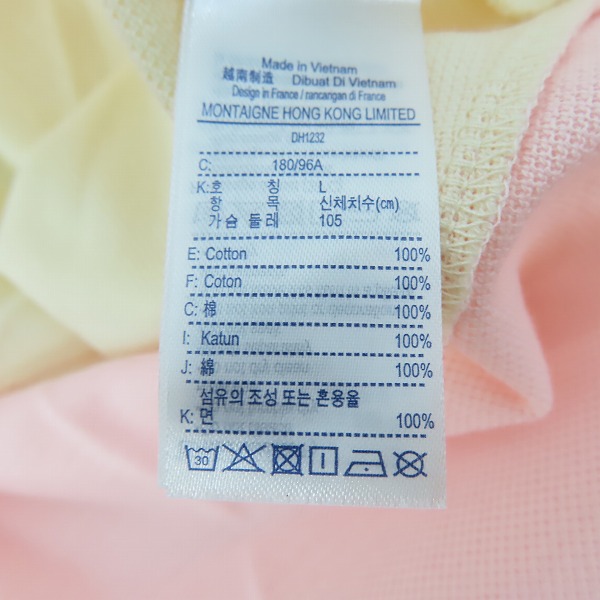 Made in Vietnam
越南制造 Dibuat Di Vietnam
Design in France / rancangan di France
MONTAIGNE HONG KONG LIMITED
DH1232
C: 180/96A
K:호 칭 L
항 목 신체치수(cm)
가슴 둘레 105
E: Cotton 100%
F: Coton 100%
C: 棉 100%
I: Katun 100%
J: 綿 100%
섬유의 조성 또는 혼용율
K: 면 100%
30